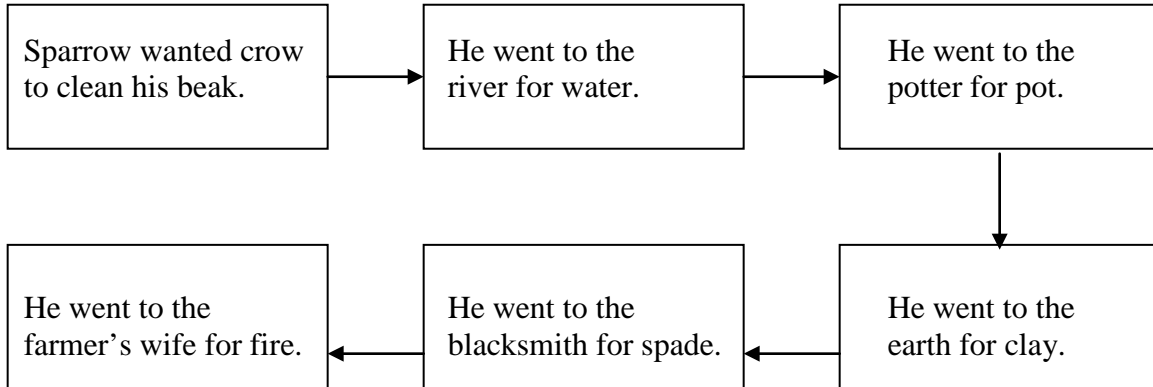 Sparrow wanted crow
to clean his beak.
He went to the
river for water.
He went to the
potter for pot.
He went to the
earth for clay.
He went to the
blacksmith for spade.
He went to the
farmer’s wife for fire.